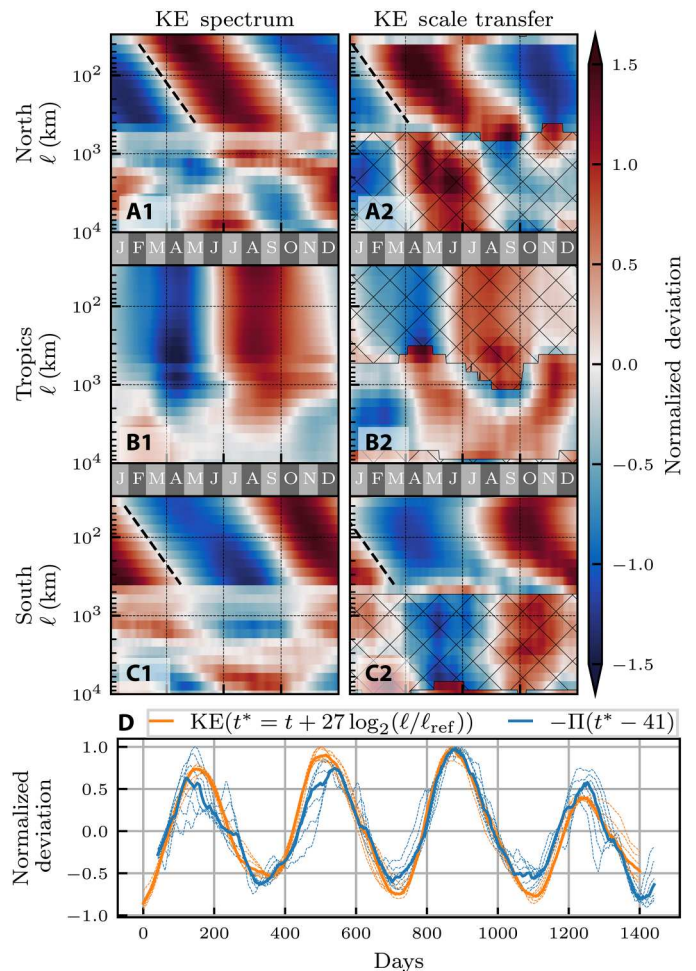 KE spectrum KE scale transfer
North
ℓ (km)
10²
10³
10⁴
A1 A2
J F M A M J J A S O N D J F M A M J J A S O N D
Tropics
ℓ (km)
10²
10³
10⁴
B1 B2
J F M A M J J A S O N D J F M A M J J A S O N D
South
ℓ (km)
10²
10³
10⁴
C1 C2
1.5
1.0
0.5
0.0
−0.5
−1.0
−1.5
Normalized deviation
D KE(t* = t + 27 log₂(ℓ/ℓref)) −Π(t* − 41)
Normalized
deviation
1.0
0.5
0.0
−0.5
−1.0
0 200 400 600 800 1000 1200 1400
Days